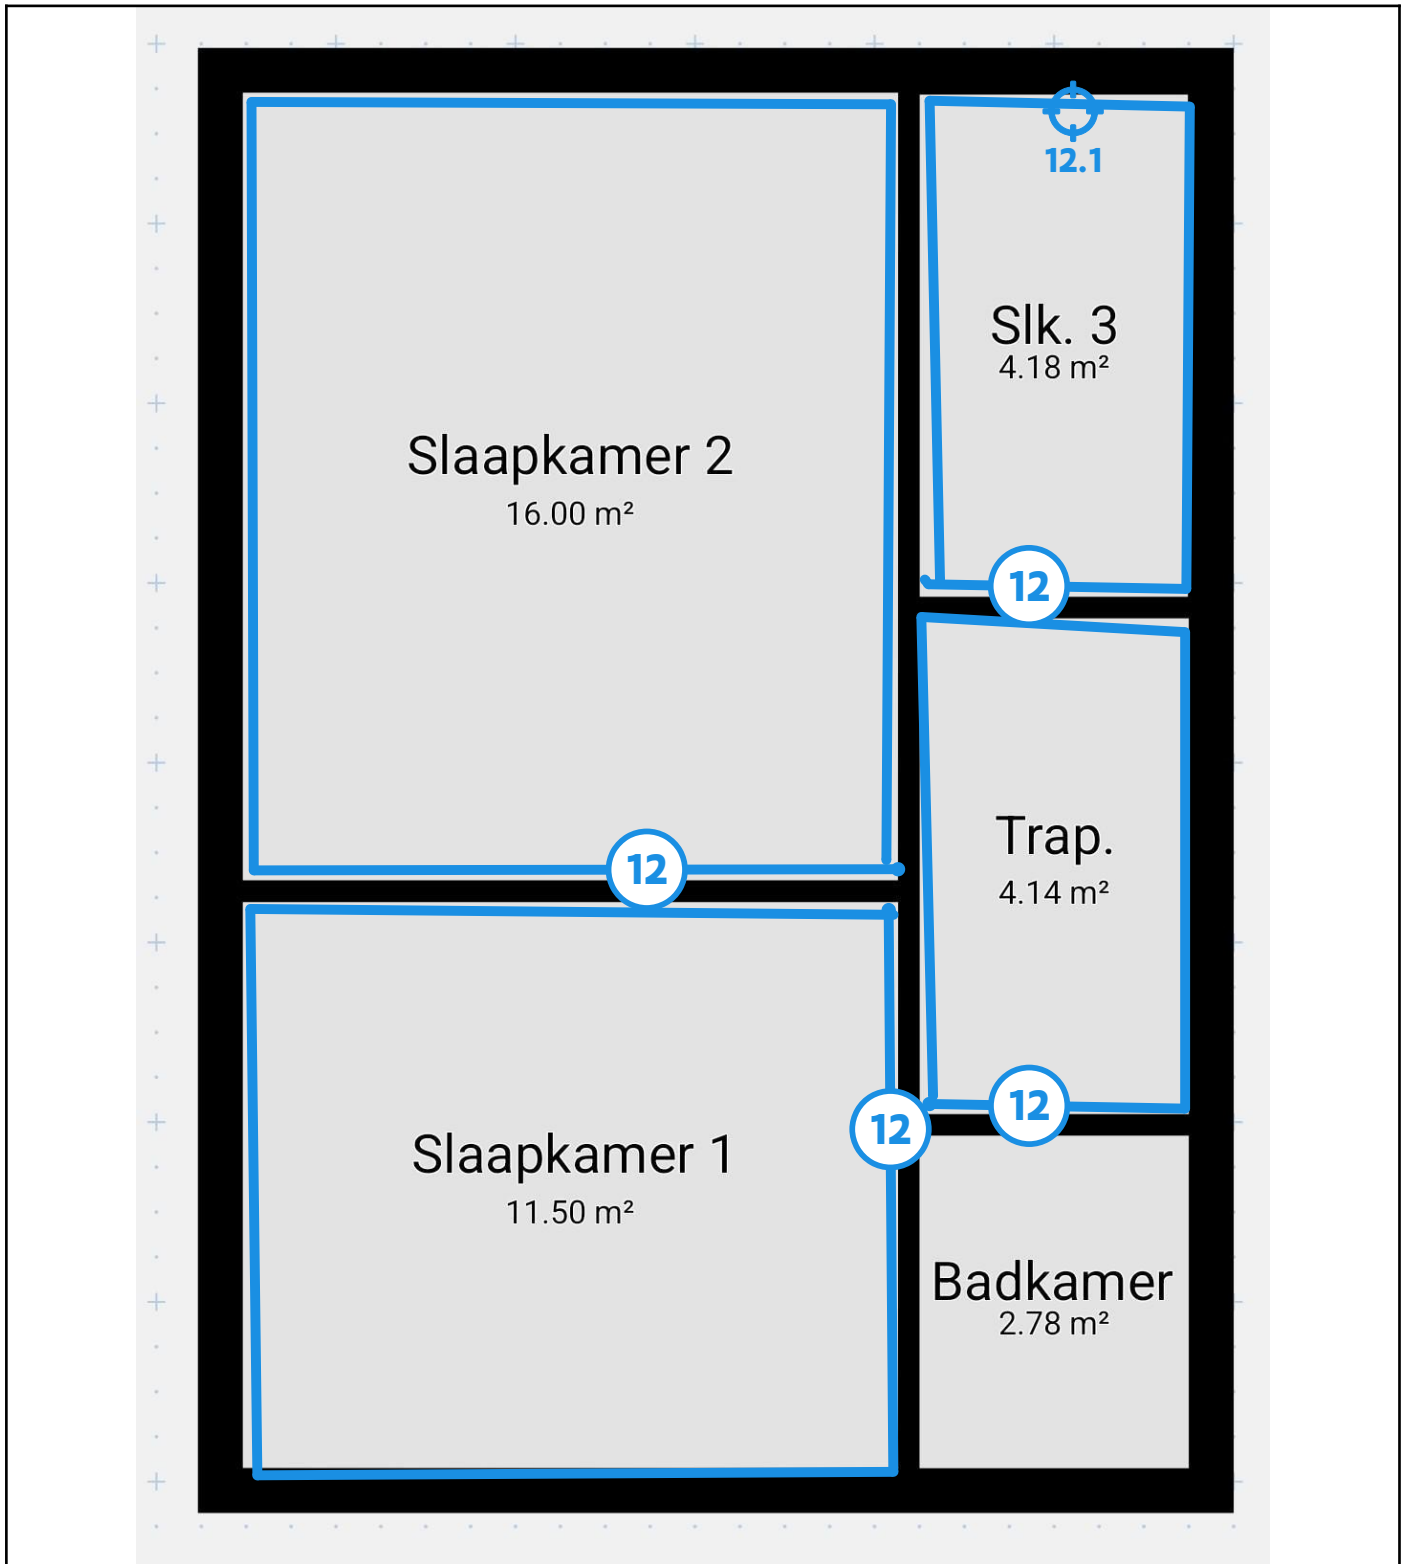 12.1
Slk. 3
4.18 m²
Slaapkamer 2
16.00 m²
12
12
Trap.
4.14 m²
12
12
Slaapkamer 1
11.50 m²
Badkamer
2.78 m²